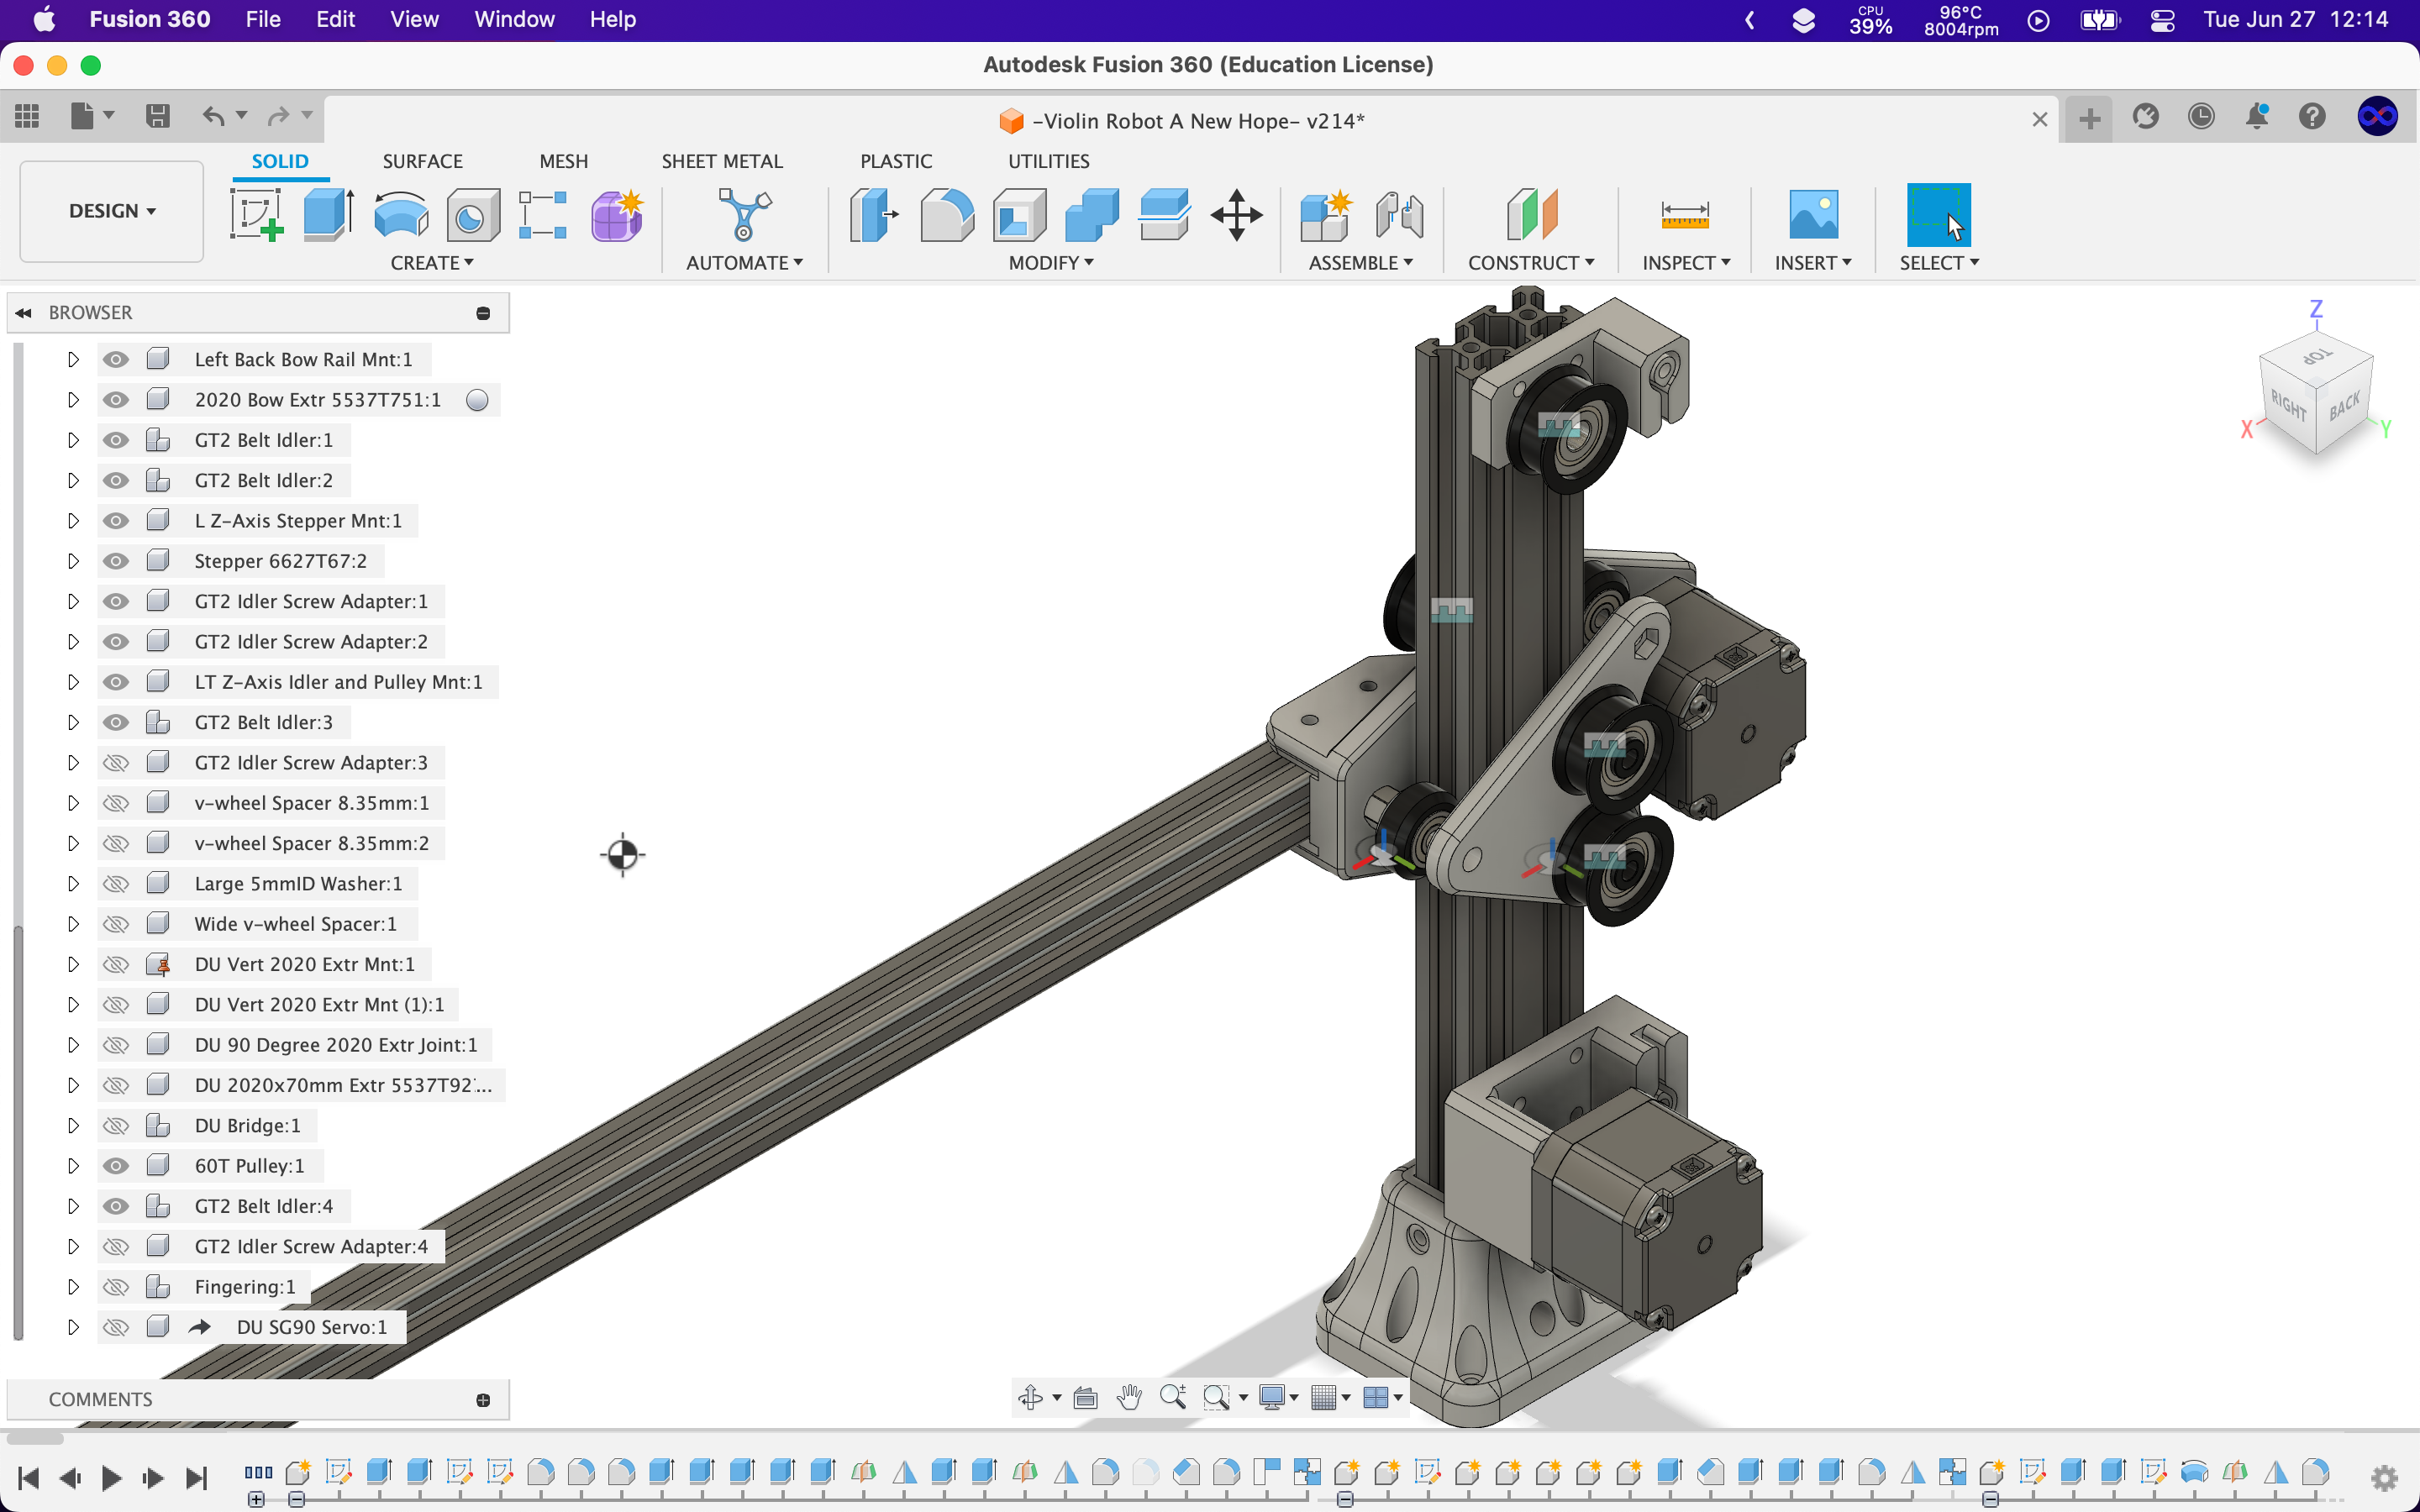 Fusion 360 File Edit View Window Help CPU 39% 96°C 8004rpm Tue Jun 27 12:14
Autodesk Fusion 360 (Education License)
-Violin Robot A New Hope- v214*
DESIGN
SOLID SURFACE MESH SHEET METAL PLASTIC UTILITIES
CREATE AUTOMATE MODIFY ASSEMBLE CONSTRUCT INSPECT INSERT SELECT
BROWSER
Left Back Bow Rail Mnt:1
2020 Bow Extr 5537T751:1
GT2 Belt Idler:1
GT2 Belt Idler:2
L Z-Axis Stepper Mnt:1
Stepper 6627T67:2
GT2 Idler Screw Adapter:1
GT2 Idler Screw Adapter:2
LT Z-Axis Idler and Pulley Mnt:1
GT2 Belt Idler:3
GT2 Idler Screw Adapter:3
v-wheel Spacer 8.35mm:1
v-wheel Spacer 8.35mm:2
Large 5mmID Washer:1
Wide v-wheel Spacer:1
DU Vert 2020 Extr Mnt:1
DU Vert 2020 Extr Mnt (1):1
DU 90 Degree 2020 Extr Joint:1
DU 2020x70mm Extr 5537T92:...
DU Bridge:1
60T Pulley:1
GT2 Belt Idler:4
GT2 Idler Screw Adapter:4
Fingering:1
DU SG90 Servo:1
COMMENTS
Z
TOP
RIGHT BACK
X Y